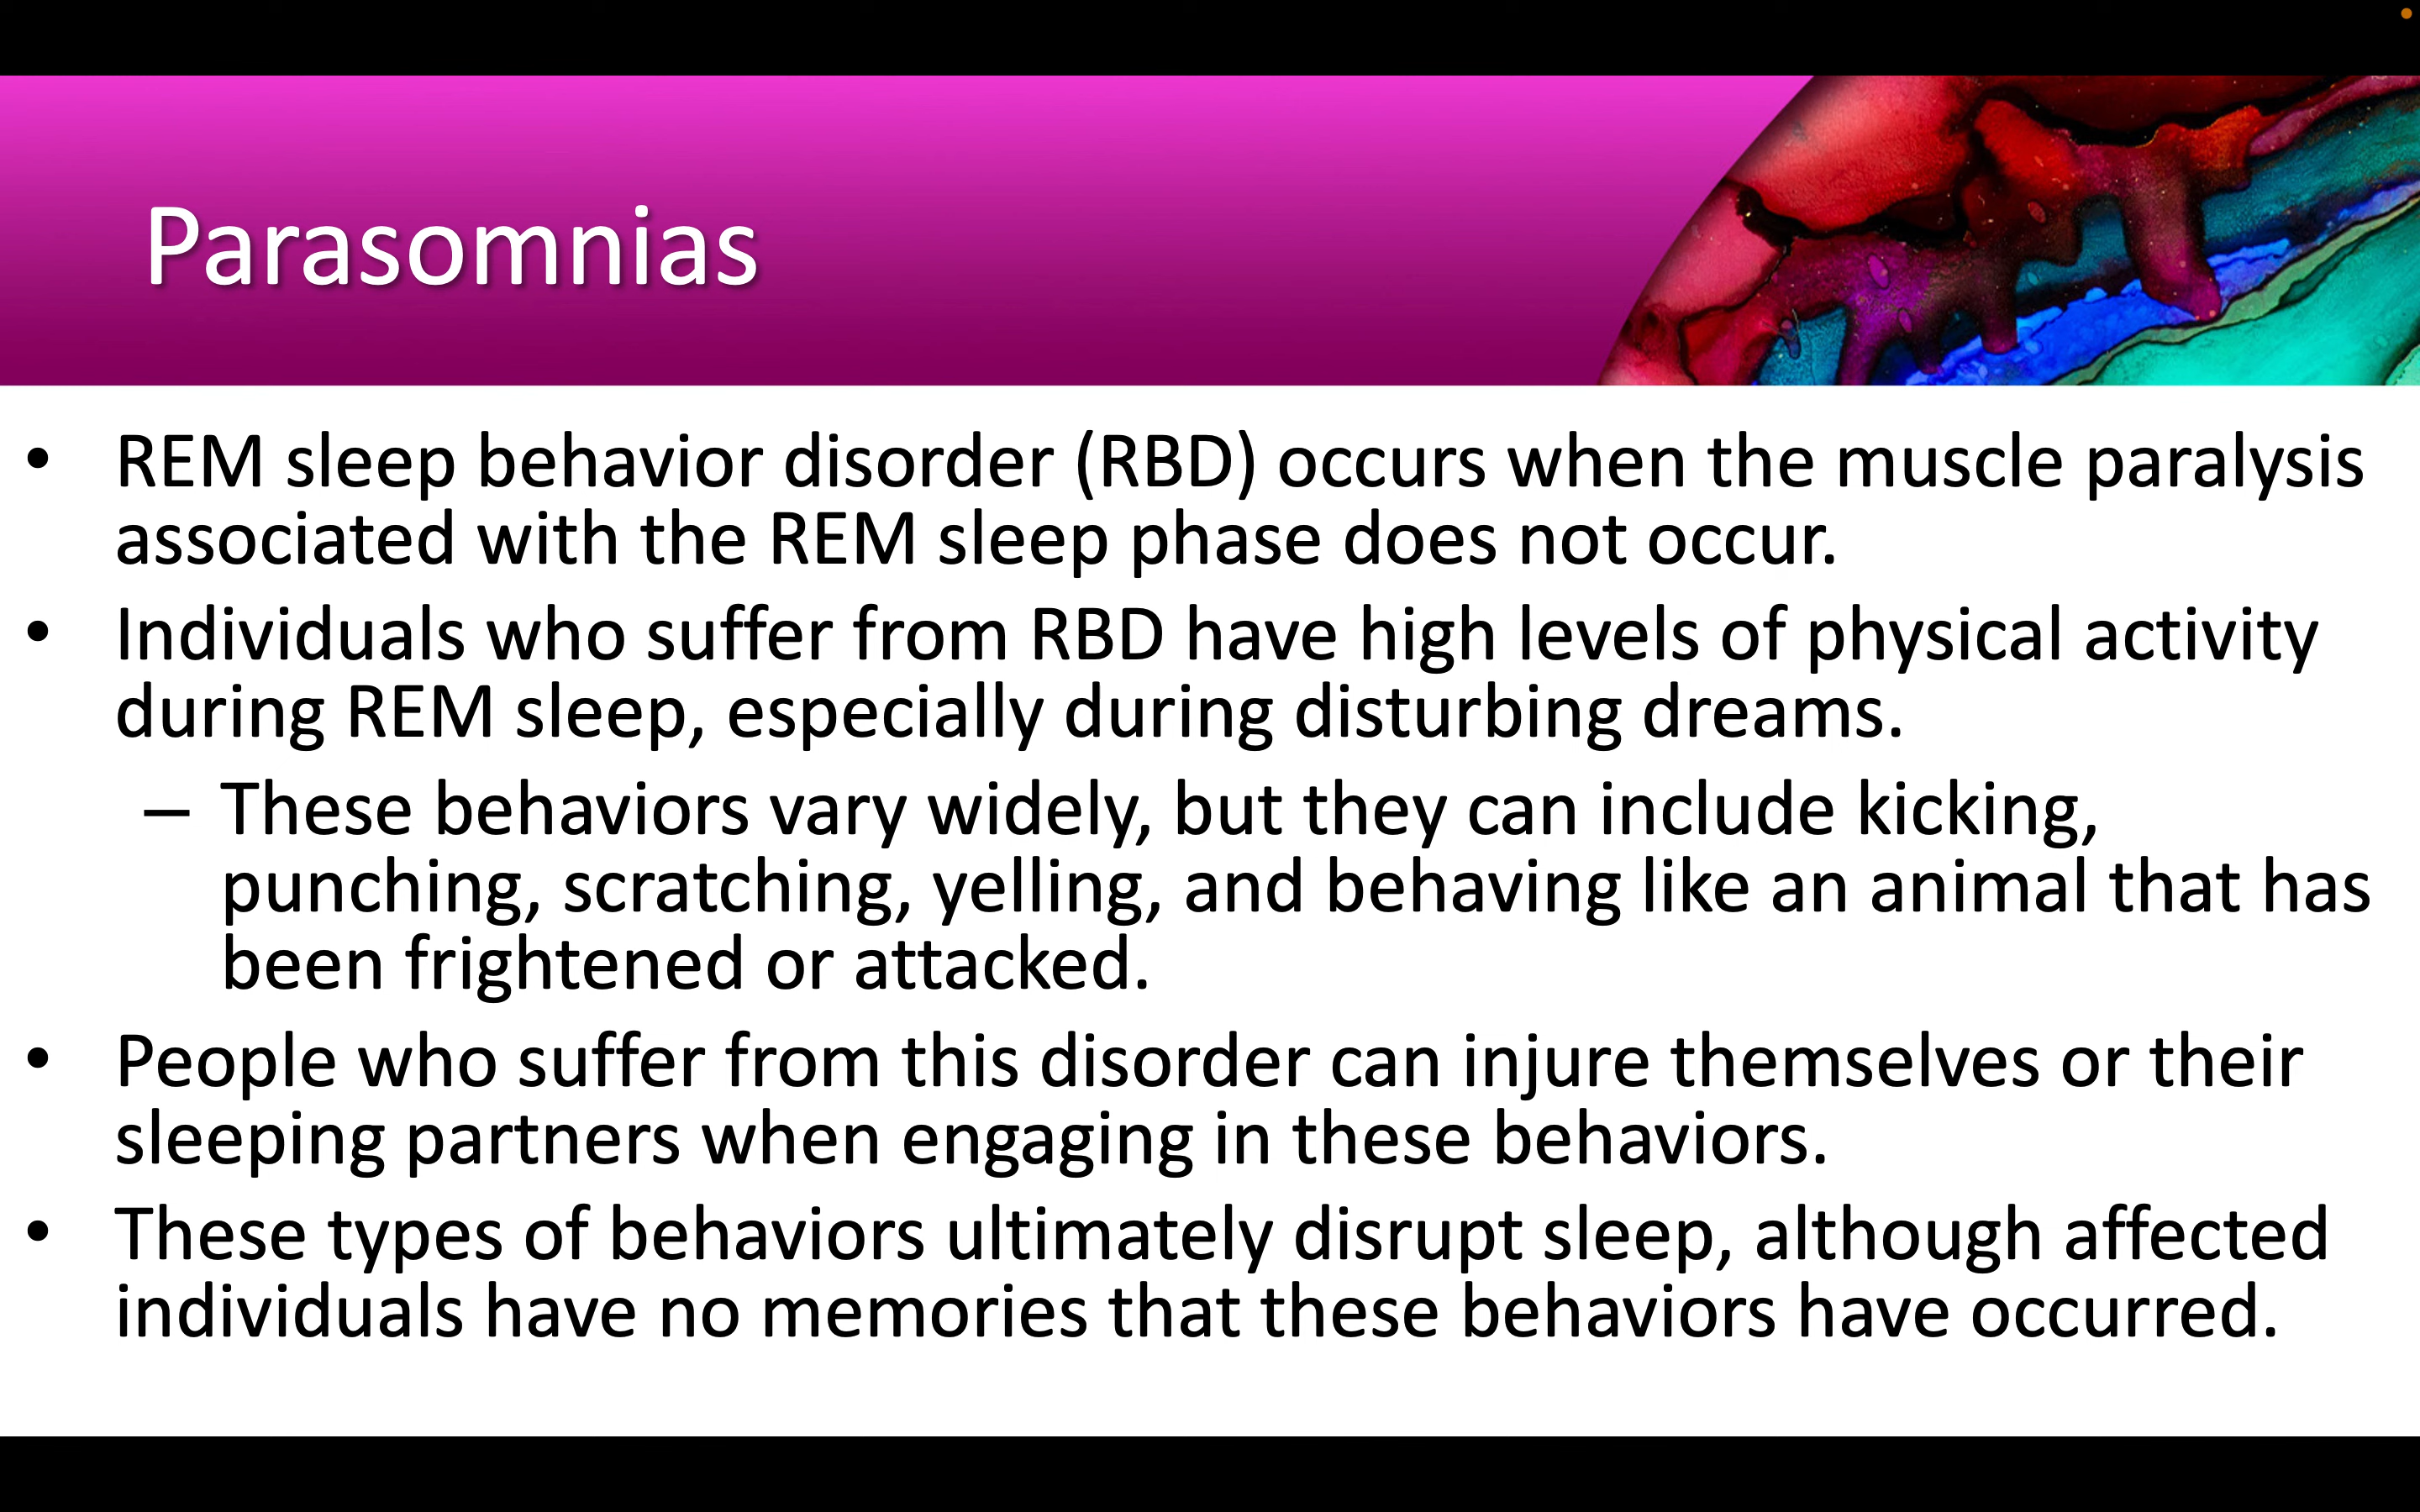 Parasomnias
• REM sleep behavior disorder (RBD) occurs when the muscle paralysis
associated with the REM sleep phase does not occur.
• Individuals who suffer from RBD have high levels of physical activity
during REM sleep, especially during disturbing dreams.
– These behaviors vary widely, but they can include kicking,
punching, scratching, yelling, and behaving like an animal that has
been frightened or attacked.
• People who suffer from this disorder can injure themselves or their
sleeping partners when engaging in these behaviors.
• These types of behaviors ultimately disrupt sleep, although affected
individuals have no memories that these behaviors have occurred.